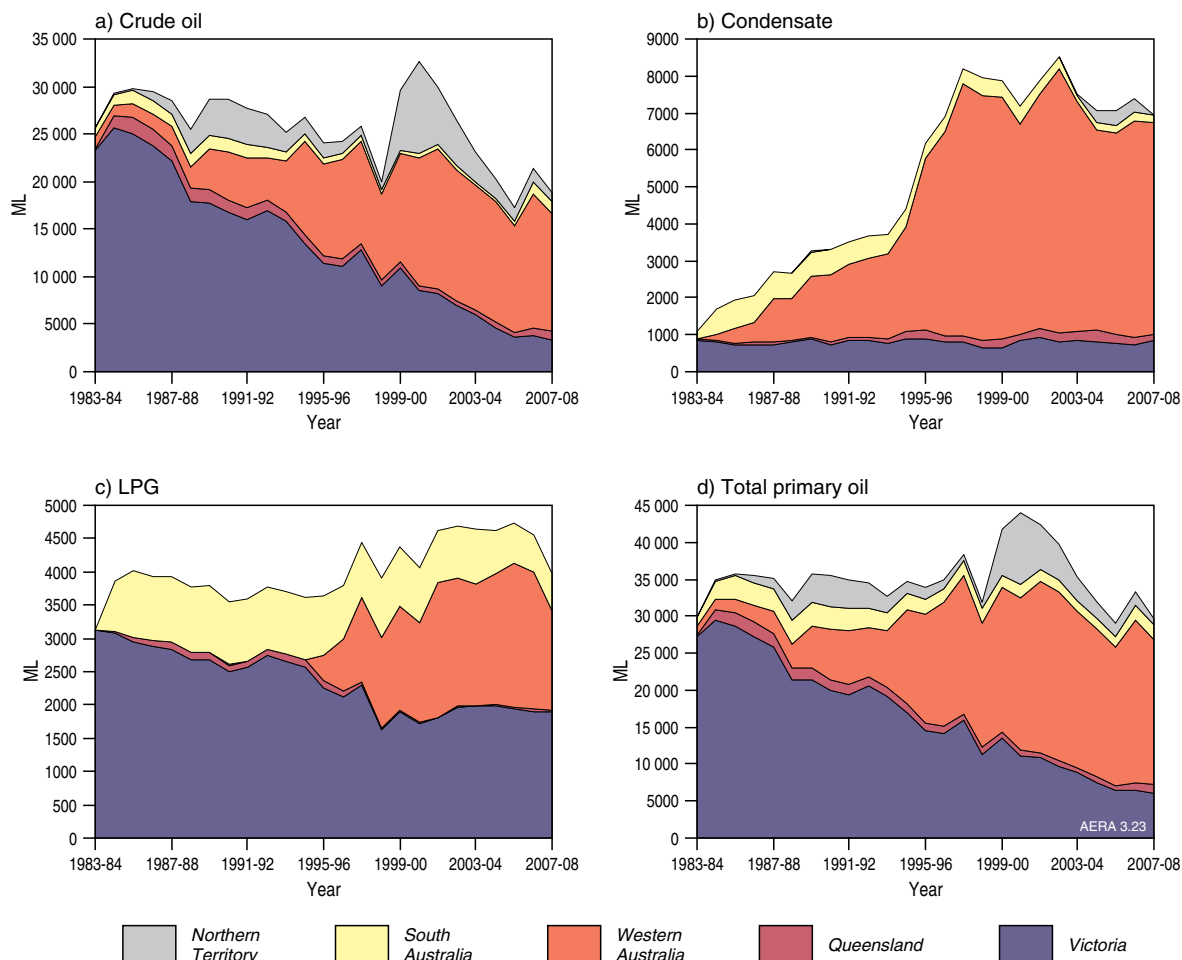 a) Crude oil
35 000
30 000
25 000
20 000
15 000
10 000
5000
0
ML
1983-84 1987-88 1991-92 1995-96 1999-00 2003-04 2007-08
Year
b) Condensate
9000
8000
7000
6000
5000
4000
3000
2000
1000
0
ML
1983-84 1987-88 1991-92 1995-96 1999-00 2003-04 2007-08
Year
c) LPG
5000
4500
4000
3500
3000
2500
2000
1500
1000
500
0
ML
1983-84 1987-88 1991-92 1995-96 1999-00 2003-04 2007-08
Year
d) Total primary oil
45 000
40 000
35 000
30 000
25 000
20 000
15 000
10 000
5000
0
ML
AERA 3.23
1983-84 1987-88 1991-92 1995-96 1999-00 2003-04 2007-08
Year
Northern
Territory
South
Australia
Western
Australia
Queensland
Victoria